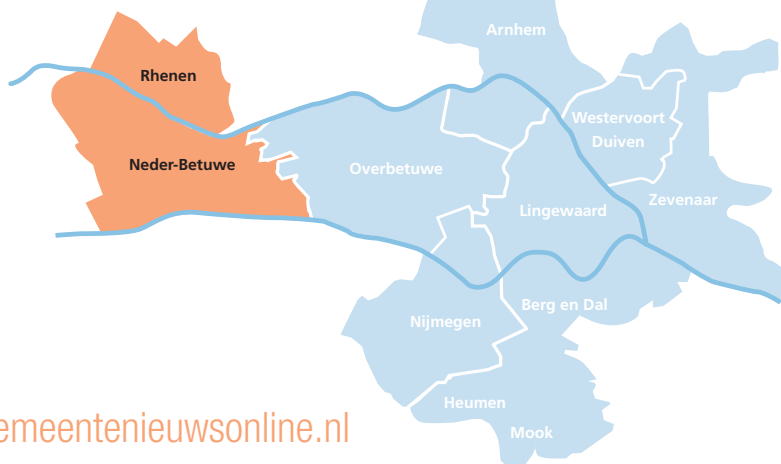 Arnhem
Rhenen
Westervoort
Duiven
Neder-Betuwe
Overbetuwe
Zevenaar
Lingewaard
Berg en Dal
Nijmegen
Heumen
emeentenieuwsonline.nl
Mook